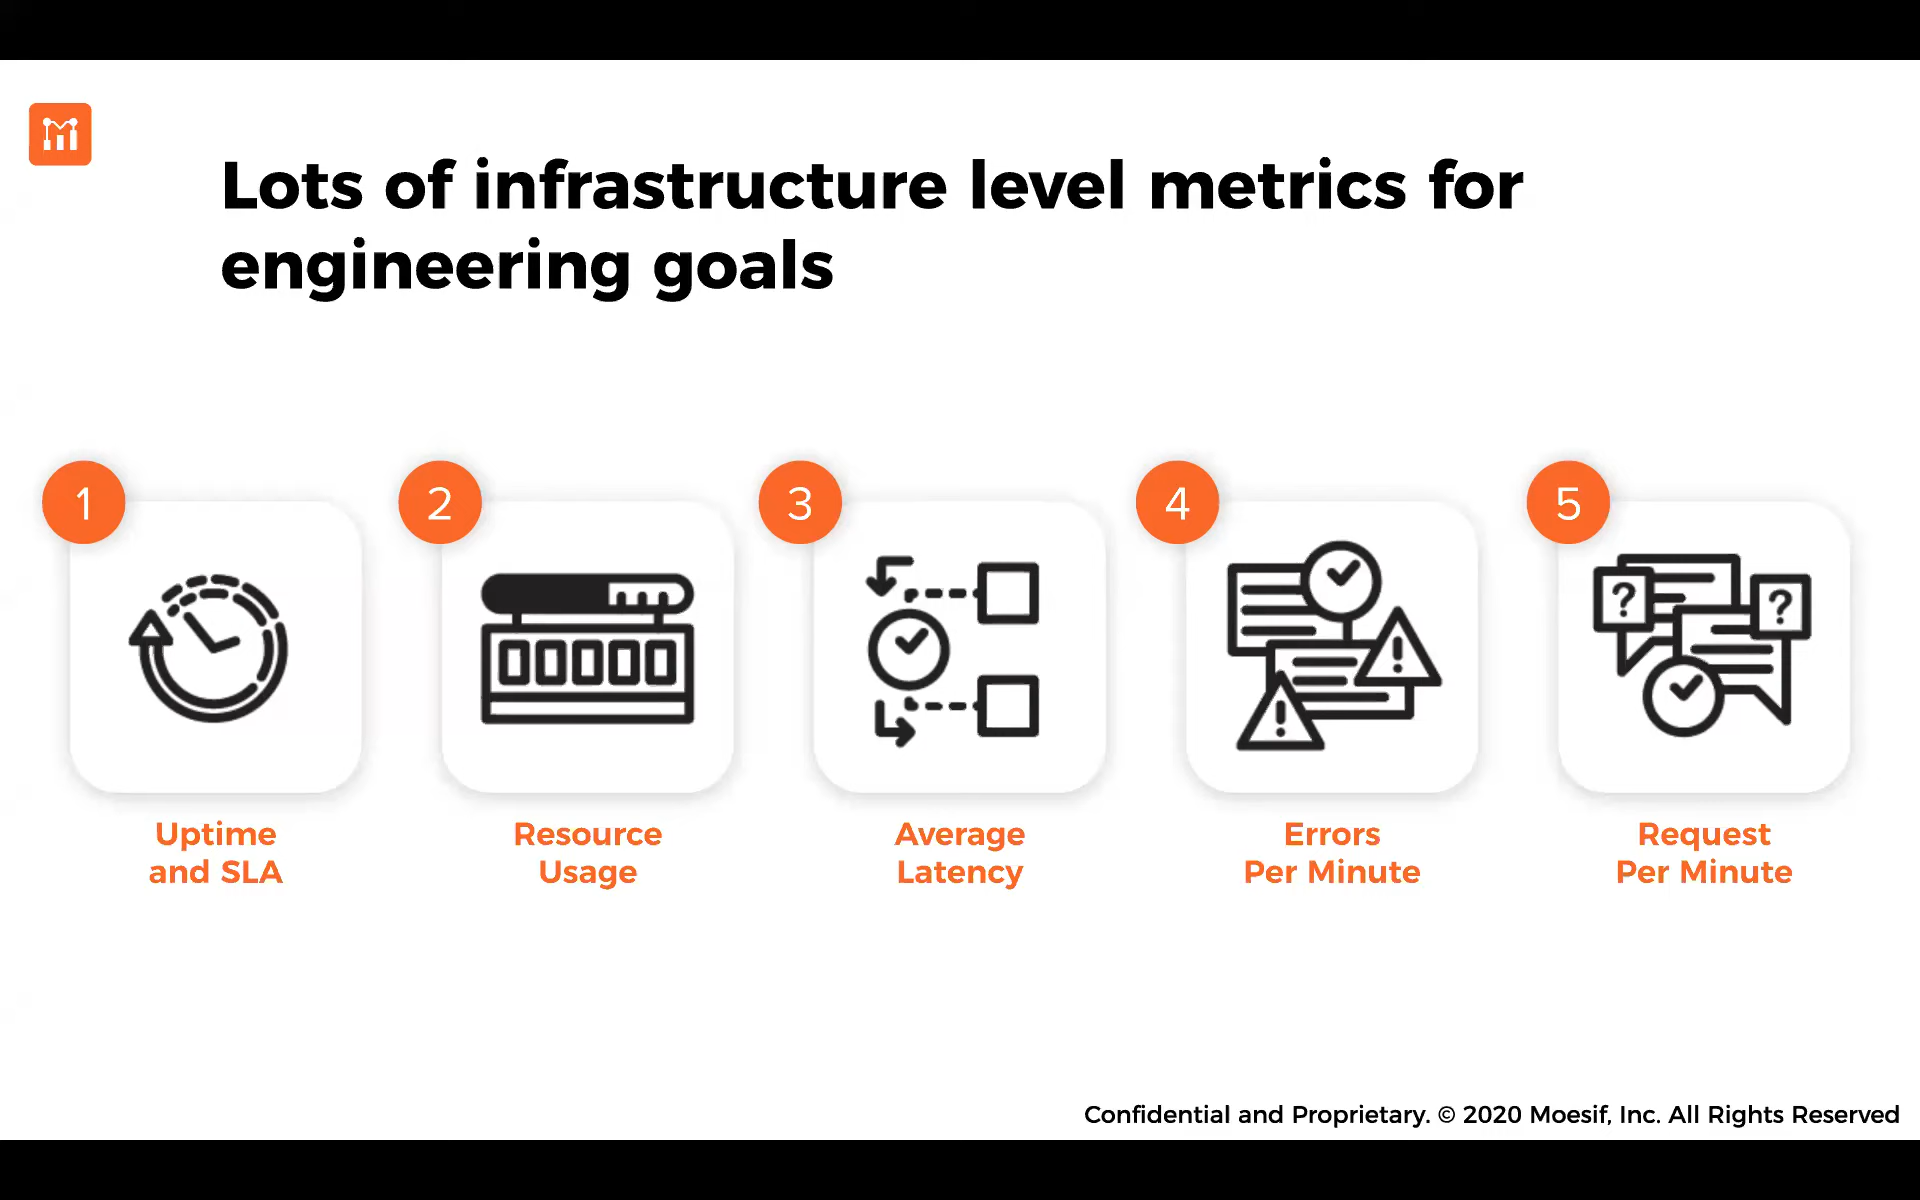 Lots of infrastructure level metrics for
engineering goals
1
2
3
4
5
?
?
Uptime
and SLA
Resource
Usage
Average
Latency
Errors
Per Minute
Request
Per Minute
Confidential and Proprietary. © 2020 Moesif, Inc. All Rights Reserved